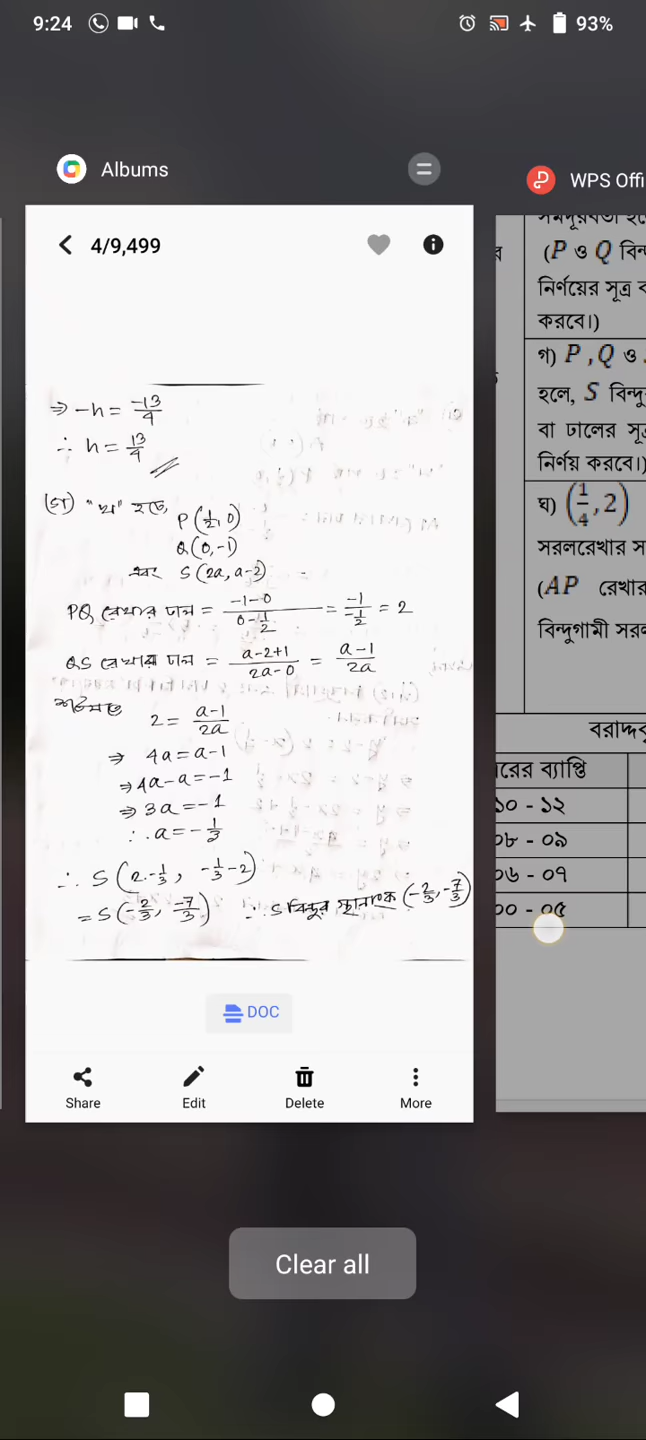 9:24
93%
Albums
WPS Offi
4/9,499
⇒ -h = -13/4
∴ h = 13/4
(গ) "খ" হতে, P(1/2, 0)
Q(0, -1)
এবং S(2a, a-2)
PQ রেখার ঢাল = (-1-0)/(0-1/2) = -1/(-1/2) = 2
QS রেখার ঢাল = (a-2+1)/(2a-0) = (a-1)/2a
শর্তমতে
2 = (a-1)/2a
⇒ 4a = a-1
⇒ 4a-a = -1
⇒ 3a = -1
∴ a = -1/3
∴ S(2.-1/3, -1/3-2)
= S(-2/3, -7/3) ∴ S বিন্দুর স্থানাঙ্ক (-2/3, -7/3)
DOC
Share
Edit
Delete
More
সমদূরবর্তী হ
(P ও Q বিন্দ
নির্ণয়ের সূত্র ব
করবে।)
গ) P , Q ও
হলে, S বিন্দু
বা ঢালের সূ
নির্ণয় করবে।)
ঘ) (1/4, 2)
সরলরেখার স
(AP রেখার
বিন্দুগামী সরল
বরাদ্দকৃ
রের ব্যাপ্তি
১০ - ১২
০৮ - ০৯
০৬ - ০৭
০০ - ০৫
Clear all